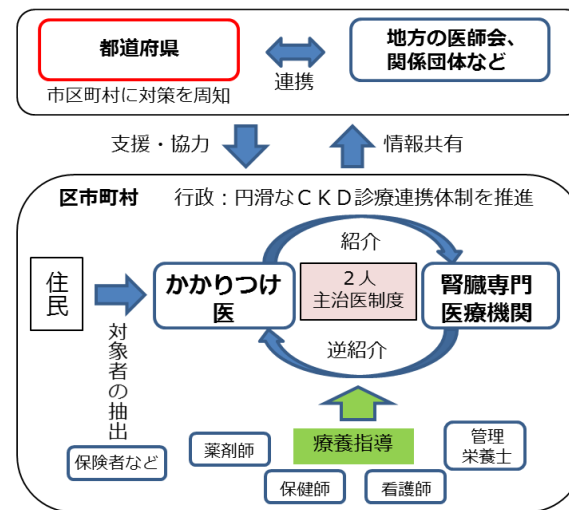 都道府県
地方の医師会、
関係団体など
連携
市区町村に対策を周知
支援・協力
情報共有
区市町村
行政：円滑なＣＫＤ診療連携体制を推進
紹介
住民
かかりつけ
医
２人
主治医制度
腎臓専門
医療機関
逆紹介
対象者の抽出
保険者など
薬剤師
療養指導
管理
栄養士
保健師
看護師